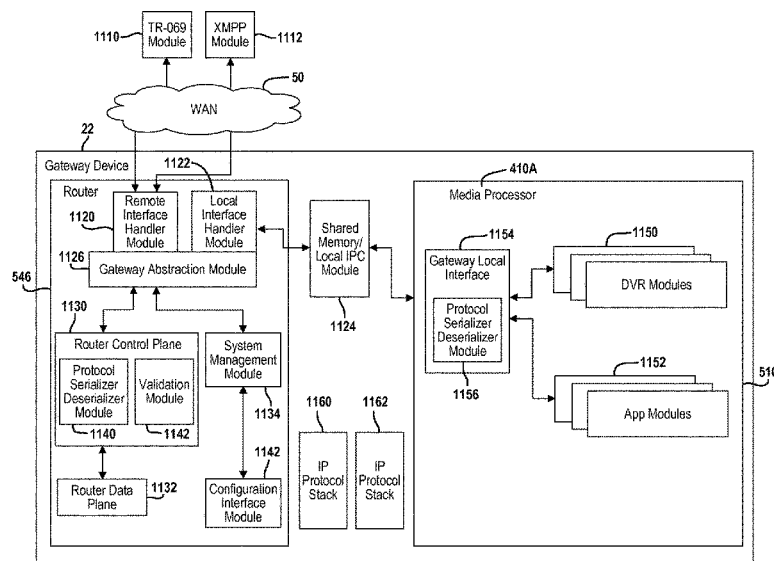 1110
TR-069
Module
XMPP
Module
1112
50
WAN
22
Gateway Device
1122
410A
Router
Media Processor
1120
Remote
Interface
Handler
Module
Local
Interface
Handler
Module
1126
Gateway Abstraction Module
Shared
Memory/
Local IPC
Module
1124
1154
Gateway Local
Interface
Protocol
Serializer
Deserializer
Module
1156
1150
DVR Modules
546
1130
Router Control Plane
Protocol
Serializer
Deserializer
Module
1140
Validation
Module
1142
System
Management
Module
1134
1152
App Modules
510
1160
1162
IP
Protocol
Stack
IP
Protocol
Stack
1142
Router Data
Plane
1132
Configuration
Interface
Module